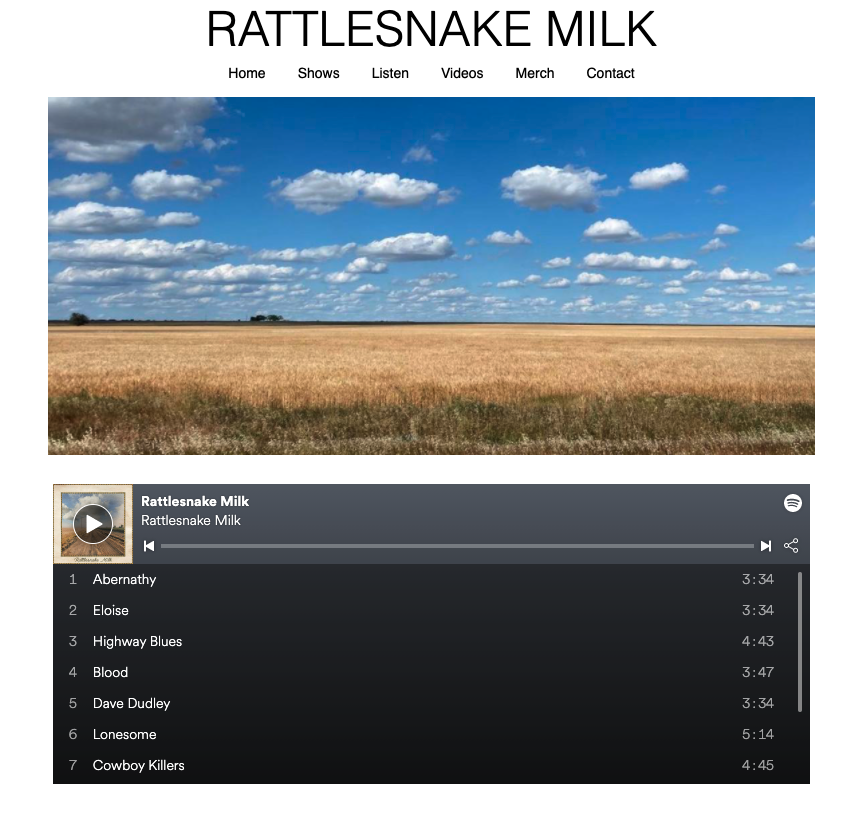 RATTLESNAKE MILK
Home Shows Listen Videos Merch Contact
Rattlesnake Milk
Rattlesnake Milk
Rattlesnake Milk
1 Abernathy 3:34
2 Eloise 3:34
3 Highway Blues 4:43
4 Blood 3:47
5 Dave Dudley 3:34
6 Lonesome 5:14
7 Cowboy Killers 4:45